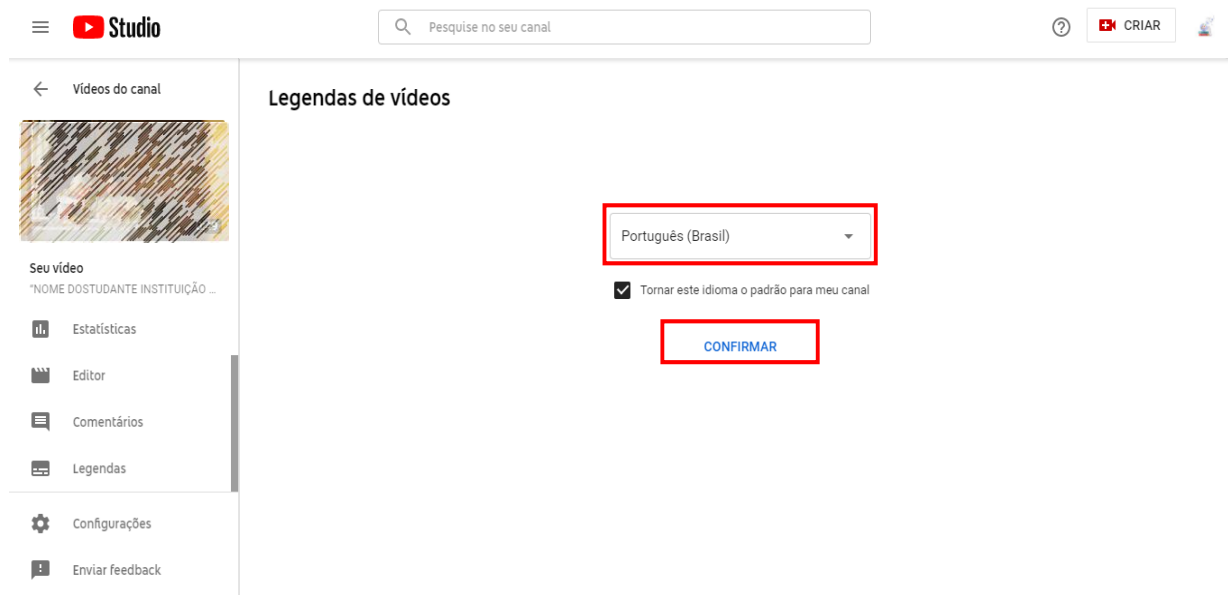 Studio
Pesquise no seu canal
CRIAR
Vídeos do canal
Legendas de vídeos
Português (Brasil)
Seu vídeo
"NOME DOSTUDANTE INSTITUIÇÃO ...
Tornar este idioma o padrão para meu canal
CONFIRMAR
Estatísticas
Editor
Comentários
Legendas
Configurações
Enviar feedback